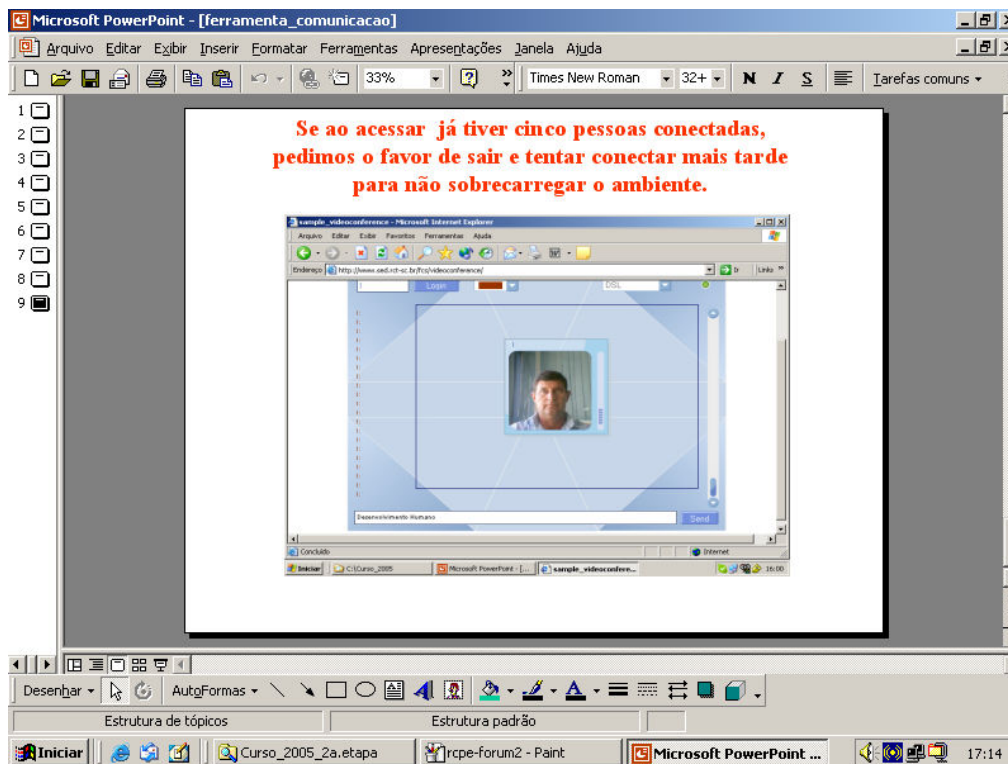 Microsoft PowerPoint - [ferramenta_comunicacao]
Arquivo Editar Exibir Inserir Formatar Ferramentas Apresentações Janela Ajuda
33% Times New Roman 32+ N I S Tarefas comuns
1
2
3
4
5
6
7
8
9
Se ao acessar já tiver cinco pessoas conectadas,
pedimos o favor de sair e tentar conectar mais tarde
para não sobrecarregar o ambiente.
sample_videoconference - Microsoft Internet Explorer
Arquivo Editar Exibir Favoritos Ferramentas Ajuda
Endereço http://www.sed.rct-sc.br/fcs/videoconference/ Ir Links
Login DSL
Desenvolvimento Humano Send
Concluído Internet
Iniciar C:\Curso_2005 Microsoft PowerPoint - [... sample_videoconfere... 16:00
Desenhar AutoFormas
Estrutura de tópicos Estrutura padrão
Iniciar Curso_2005_2a.etapa rcpe-forum2 - Paint Microsoft PowerPoint ... 17:14